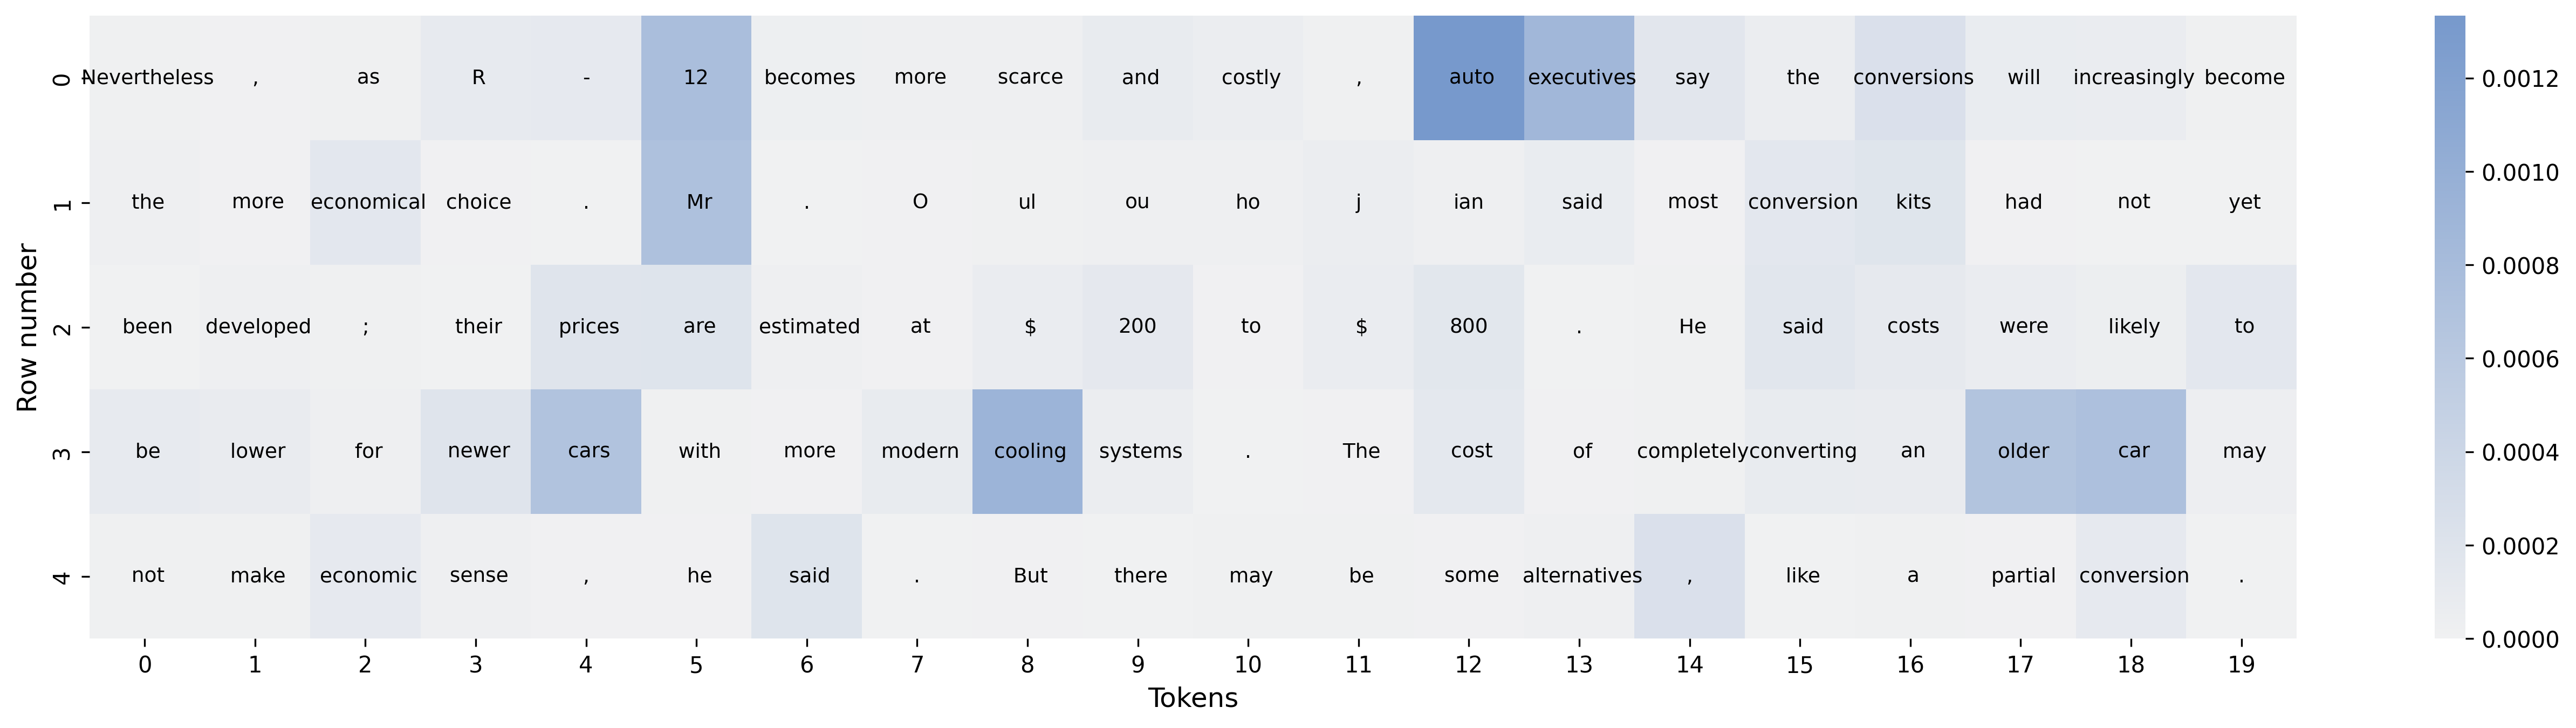 0 Nevertheless , as R - 12 becomes more scarce and costly , auto executives say the conversions will increasingly become
1 the more economical choice . Mr . O ul ou ho j ian said most conversion kits had not yet
2 been developed ; their prices are estimated at $ 200 to $ 800 . He said costs were likely to
3 be lower for newer cars with more modern cooling systems . The cost of completely converting an older car may
4 not make economic sense , he said . But there may be some alternatives , like a partial conversion .
Row number
0 1 2 3 4 5 6 7 8 9 10 11 12 13 14 15 16 17 18 19
Tokens
0.0012
0.0010
0.0008
0.0006
0.0004
0.0002
0.0000